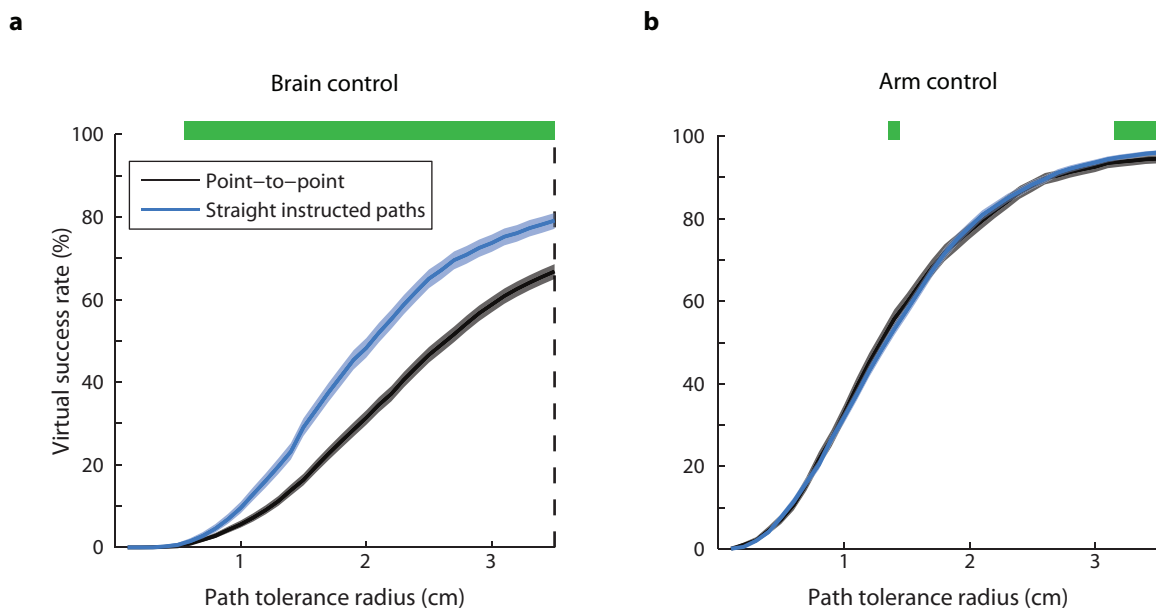 a
Brain control
100
80
60
40
20
0
Virtual success rate (%)
Point−to−point
Straight instructed paths
1
2
3
Path tolerance radius (cm)
b
Arm control
100
80
60
40
20
0
1
2
3
Path tolerance radius (cm)